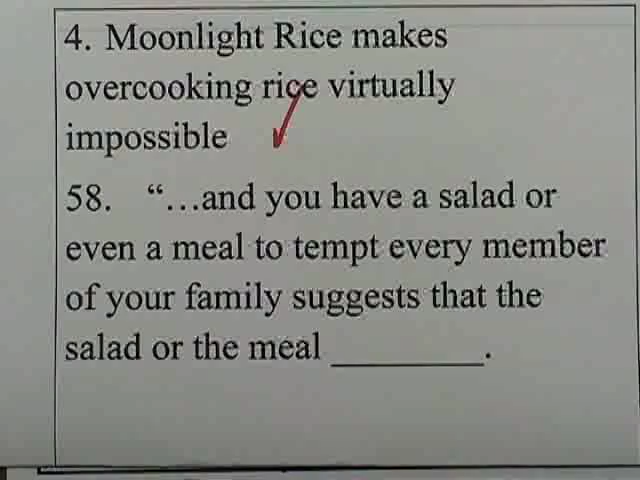 4. Moonlight Rice makes
overcooking rice virtually
impossible
58. “…and you have a salad or
even a meal to tempt every member
of your family suggests that the
salad or the meal ________.